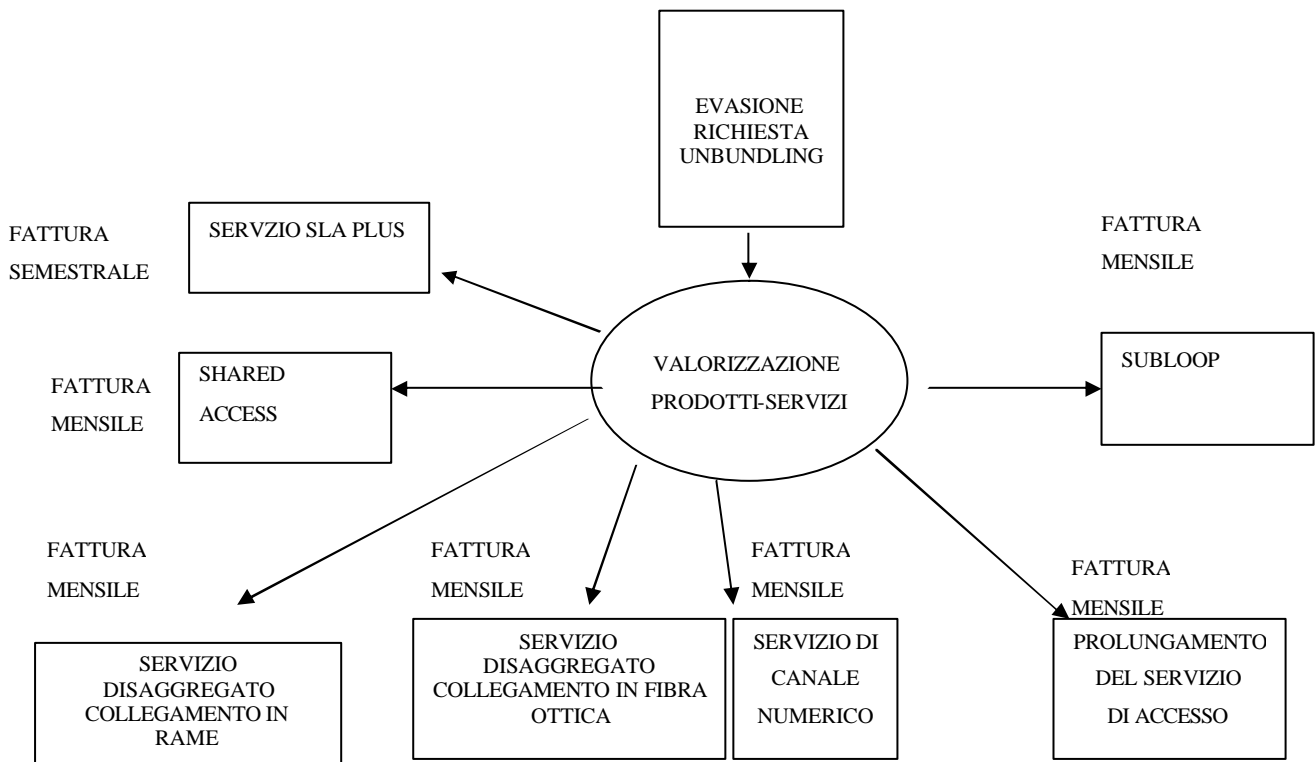 EVASIONE
RICHIESTA
UNBUNDLING
FATTURA
SEMESTRALE
SERVZIO SLA PLUS
FATTURA
MENSILE
FATTURA
MENSILE
SHARED
ACCESS
VALORIZZAZIONE
PRODOTTI-SERVIZI
SUBLOOP
FATTURA
MENSILE
FATTURA
MENSILE
FATTURA
MENSILE
FATTURA
MENSILE
SERVIZIO
DISAGGREGATO
COLLEGAMENTO IN
RAME
SERVIZIO
DISAGGREGATO
COLLEGAMENTO IN FIBRA
OTTICA
SERVIZIO DI
CANALE
NUMERICO
PROLUNGAMENTO
DEL SERVIZIO
DI ACCESSO